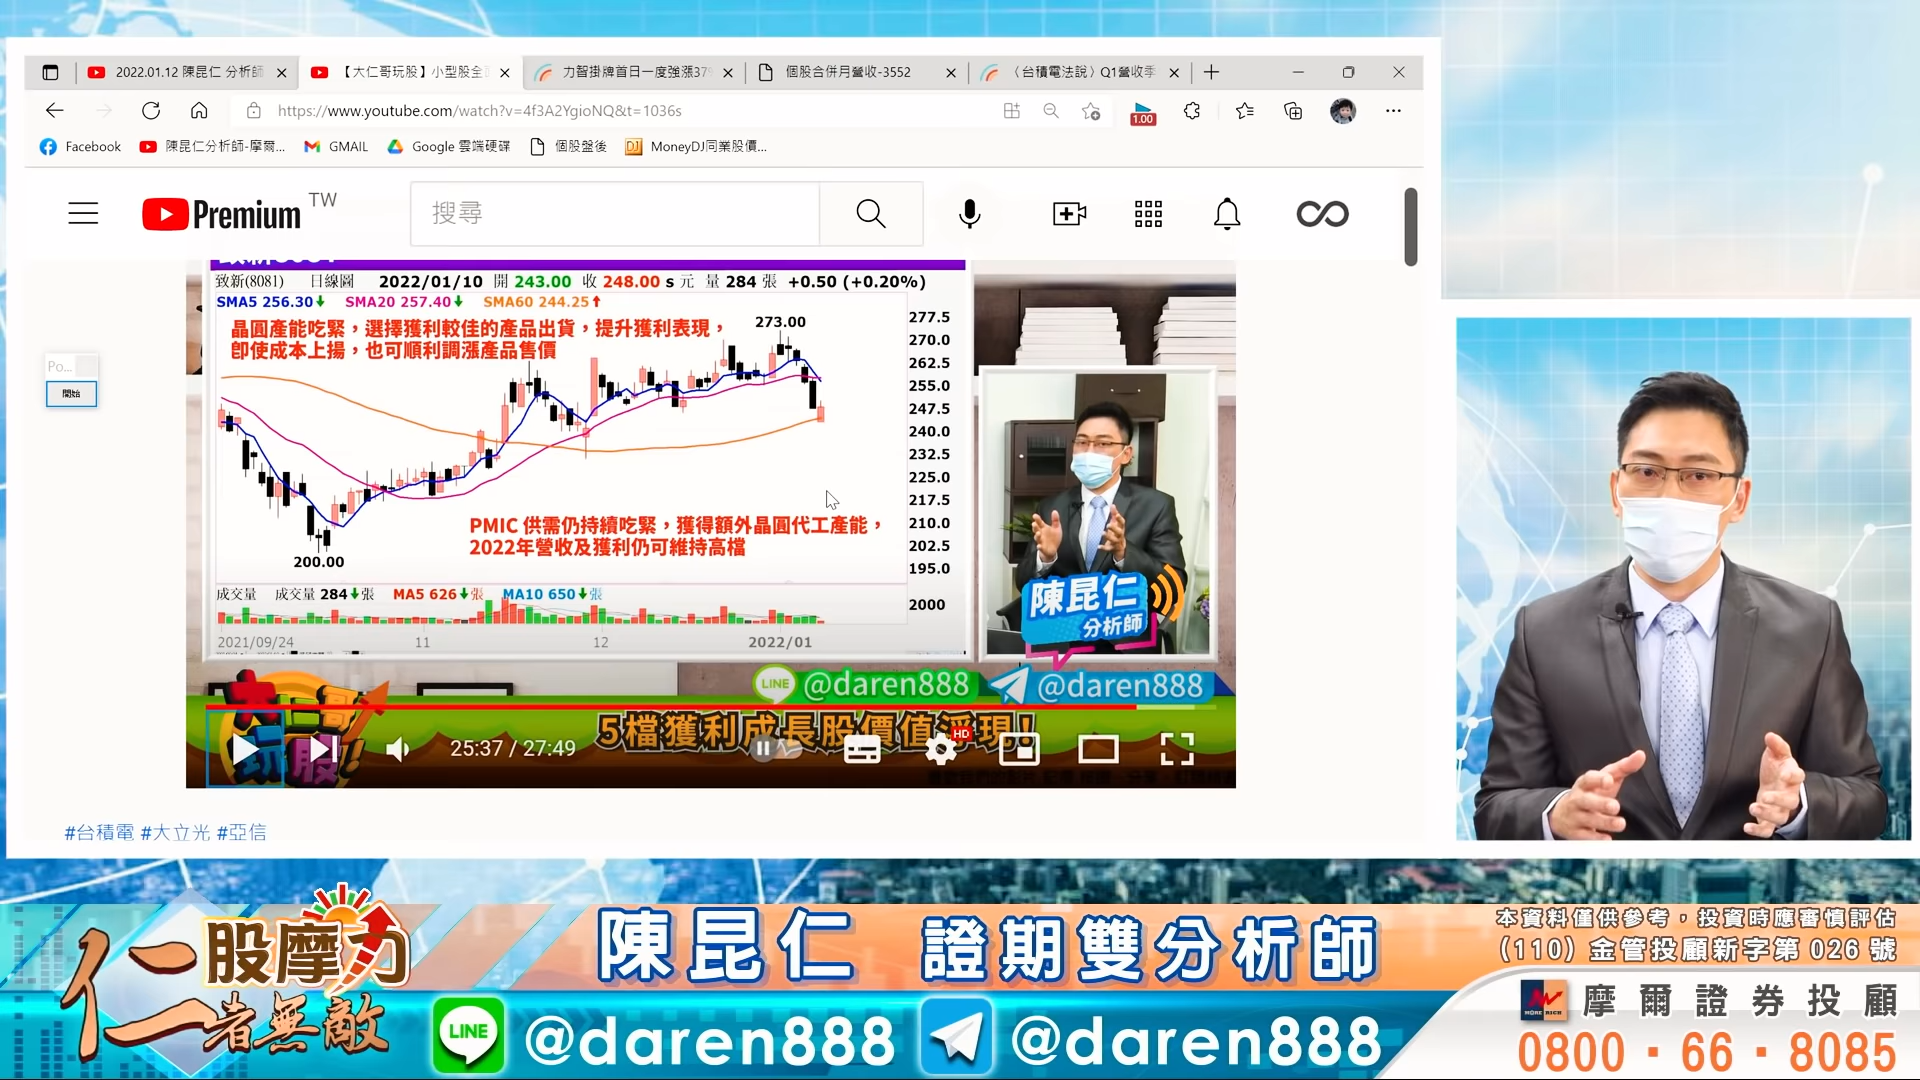 2022.01.12 陳昆仁 分析師
【大仁哥玩股】小型股全
力智掛牌首日一度強漲37
個股合併月營收-3552
〈台積電法說〉Q1營收季
https://www.youtube.com/watch?v=4f3A2YgioNQ&t=1036s
1.00
Facebook
陳昆仁分析師-摩爾...
GMAIL
Google 雲端硬碟
個股盤後
MoneyDJ同業股價...
Premium
TW
搜尋
致新(8081) 日線圖 2022/01/10 開 243.00 收 248.00 s 元 量 284 張 +0.50 (+0.20%)
SMA5 256.30↓ SMA20 257.40↓ SMA60 244.25↑
晶圓產能吃緊，選擇獲利較佳的產品出貨，提升獲利表現，
即使成本上揚，也可順利調漲產品售價
273.00
277.5
270.0
262.5
255.0
247.5
240.0
232.5
225.0
217.5
210.0
202.5
195.0
2000
PMIC 供需仍持續吃緊，獲得額外晶圓代工產能，
2022年營收及獲利仍可維持高檔
200.00
成交量 成交量 284↓張 MA5 626↓張 MA10 650↓張
2021/09/24
11
12
2022/01
Po...
開始
陳昆仁
分析師
LINE @daren888
@daren888
大仁哥
玩股!
5檔獲利成長股價值浮現!
25:37 / 27:49
HD
#台積電 #大立光 #亞信
股摩力
仁者無敵
陳昆仁 證期雙分析師
LINE
@daren888
@daren888
本資料僅供參考，投資時應審慎評估
(110) 金管投顧新字第 026 號
MORE RICH
摩爾證券投顧
0800·66·8085